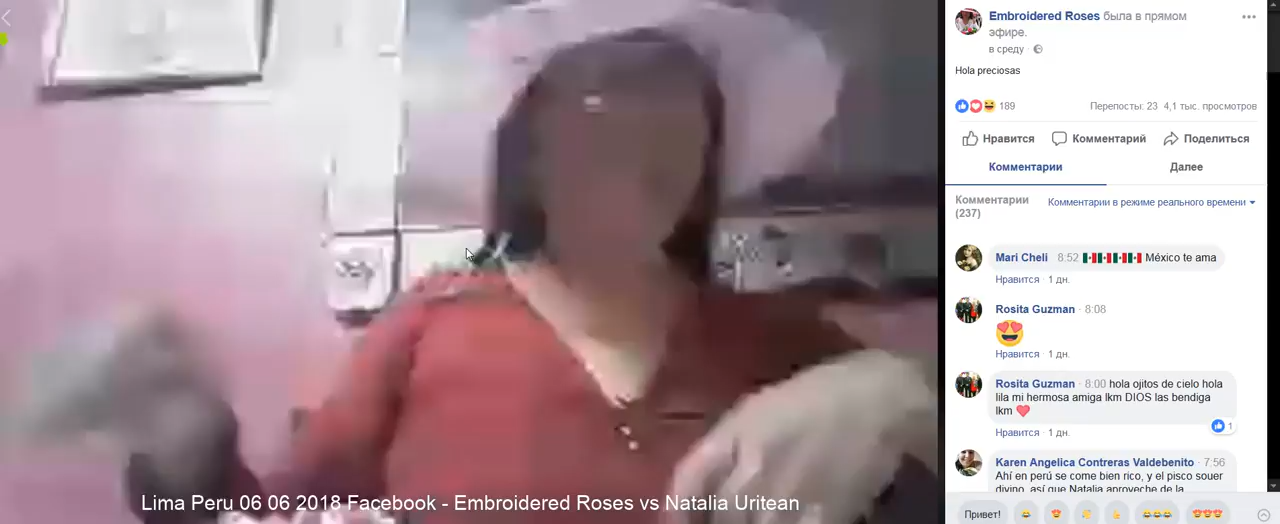 Lima Peru 06 06 2018 Facebook - Embroidered Roses vs Natalia Uritean
Embroidered Roses была в прямом
эфире.
в среду ·
Hola preciosas
189
Перепосты: 23 4,1 тыс. просмотров
Нравится Комментарий Поделиться
Комментарии Далее
Комментарии
(237)
Комментарии в режиме реального времени
Mari Cheli · 8:52 México te ama
Нравится · 1 дн.
Rosita Guzman · 8:08
Нравится · 1 дн.
Rosita Guzman · 8:00 hola ojitos de cielo hola
lila mi hermosa amiga lkm DIOS las bendiga
lkm
1
Нравится · 1 дн.
Karen Angelica Contreras Valdebenito · 7:56
Ahí en perú se come bien rico, y el pisco souer
divino, así que Natalia aproveche de la
Привет!